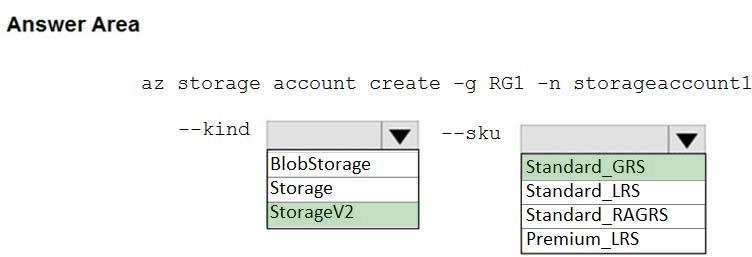 Answer Area
az storage account create -g RG1 -n storageaccount1
--kind --sku
BlobStorage
Storage
StorageV2
Standard_GRS
Standard_LRS
Standard_RAGRS
Premium_LRS